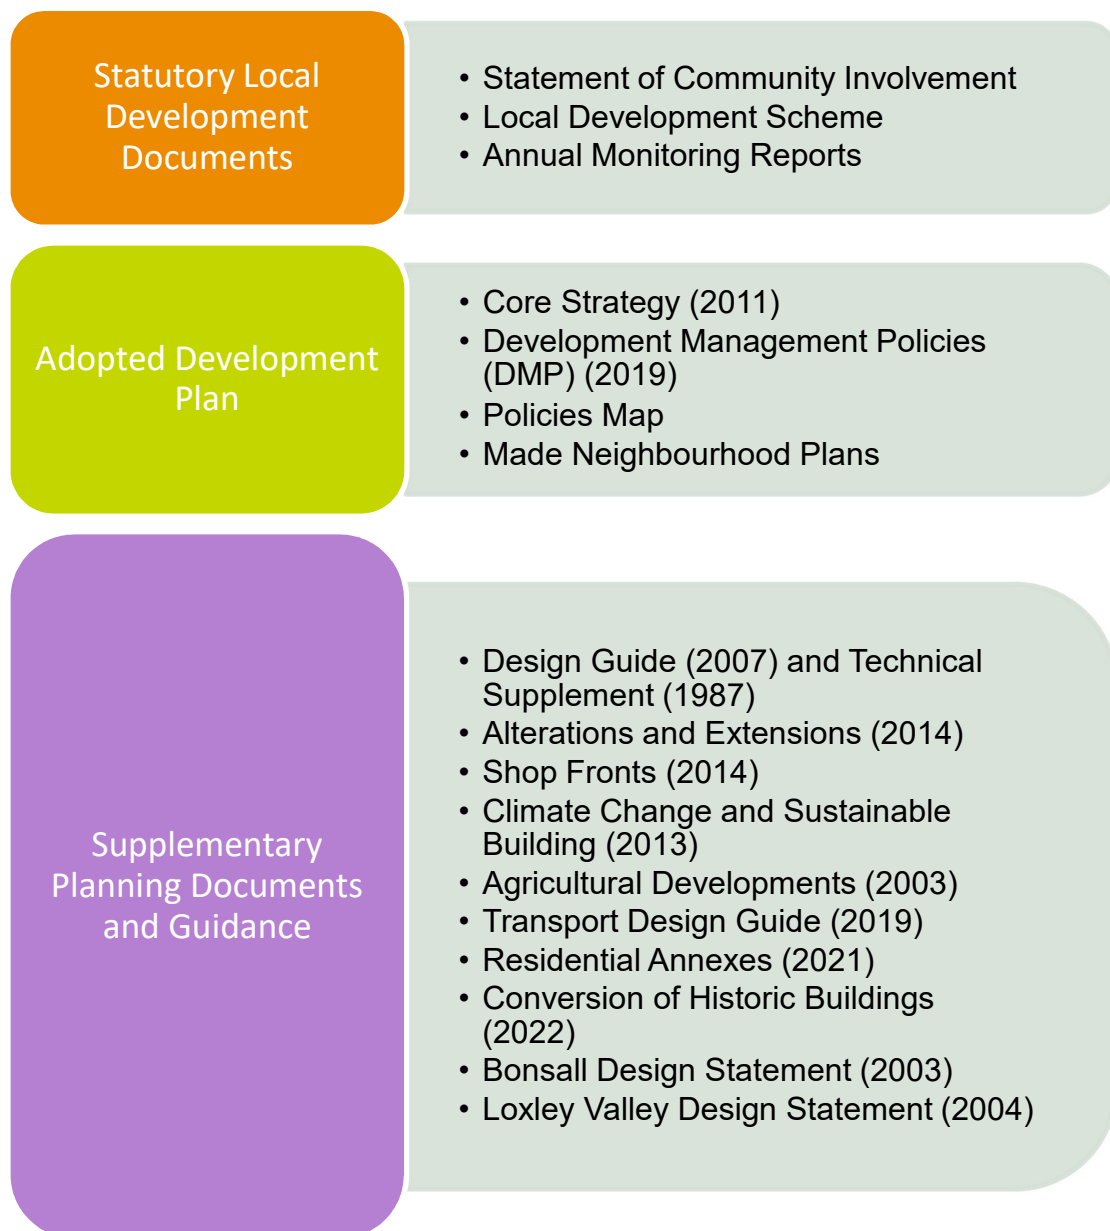 Statutory Local
Development
Documents
• Statement of Community Involvement
• Local Development Scheme
• Annual Monitoring Reports
Adopted Development
Plan
• Core Strategy (2011)
• Development Management Policies
(DMP) (2019)
• Policies Map
• Made Neighbourhood Plans
Supplementary
Planning Documents
and Guidance
• Design Guide (2007) and Technical
Supplement (1987)
• Alterations and Extensions (2014)
• Shop Fronts (2014)
• Climate Change and Sustainable
Building (2013)
• Agricultural Developments (2003)
• Transport Design Guide (2019)
• Residential Annexes (2021)
• Conversion of Historic Buildings
(2022)
• Bonsall Design Statement (2003)
• Loxley Valley Design Statement (2004)